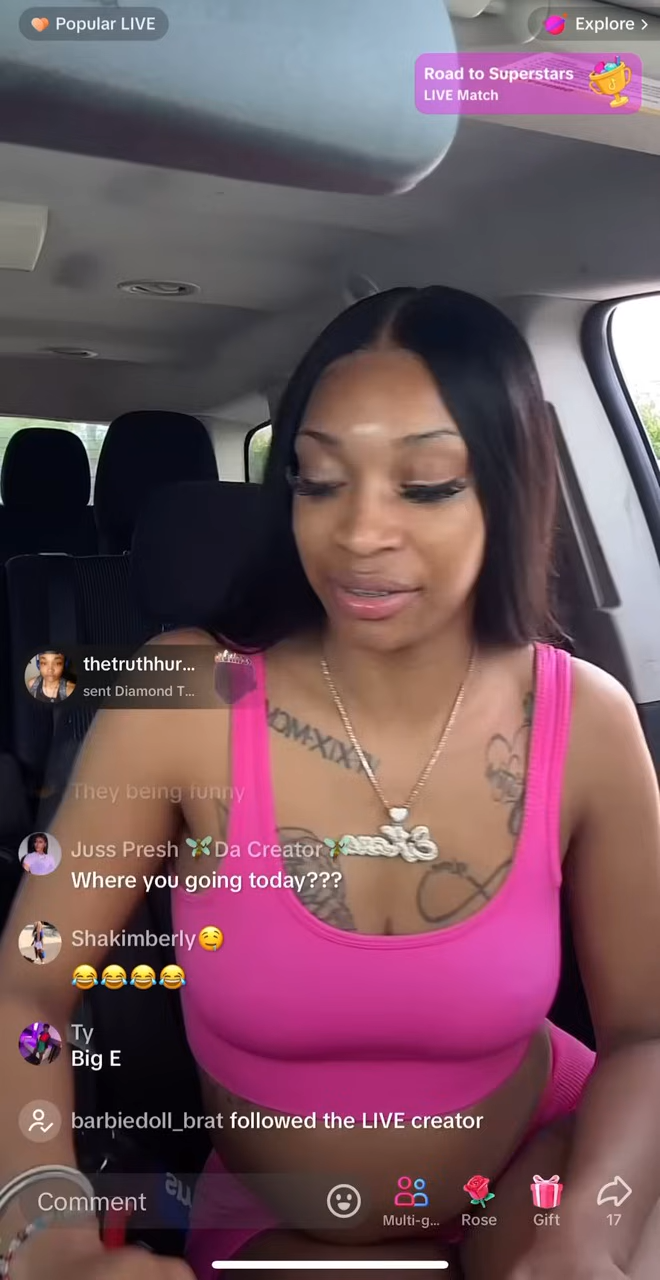 Popular LIVE
Explore
Road to Superstars
LIVE Match
thetruthhur...
sent Diamond T...
They being funny
Juss Presh 🧚Da Creator🧚
Where you going today???
Shakimberly🤤
😂😂😂😂
Ty
Big E
barbiedoll_brat followed the LIVE creator
Comment
Multi-g...
Rose
Gift
17